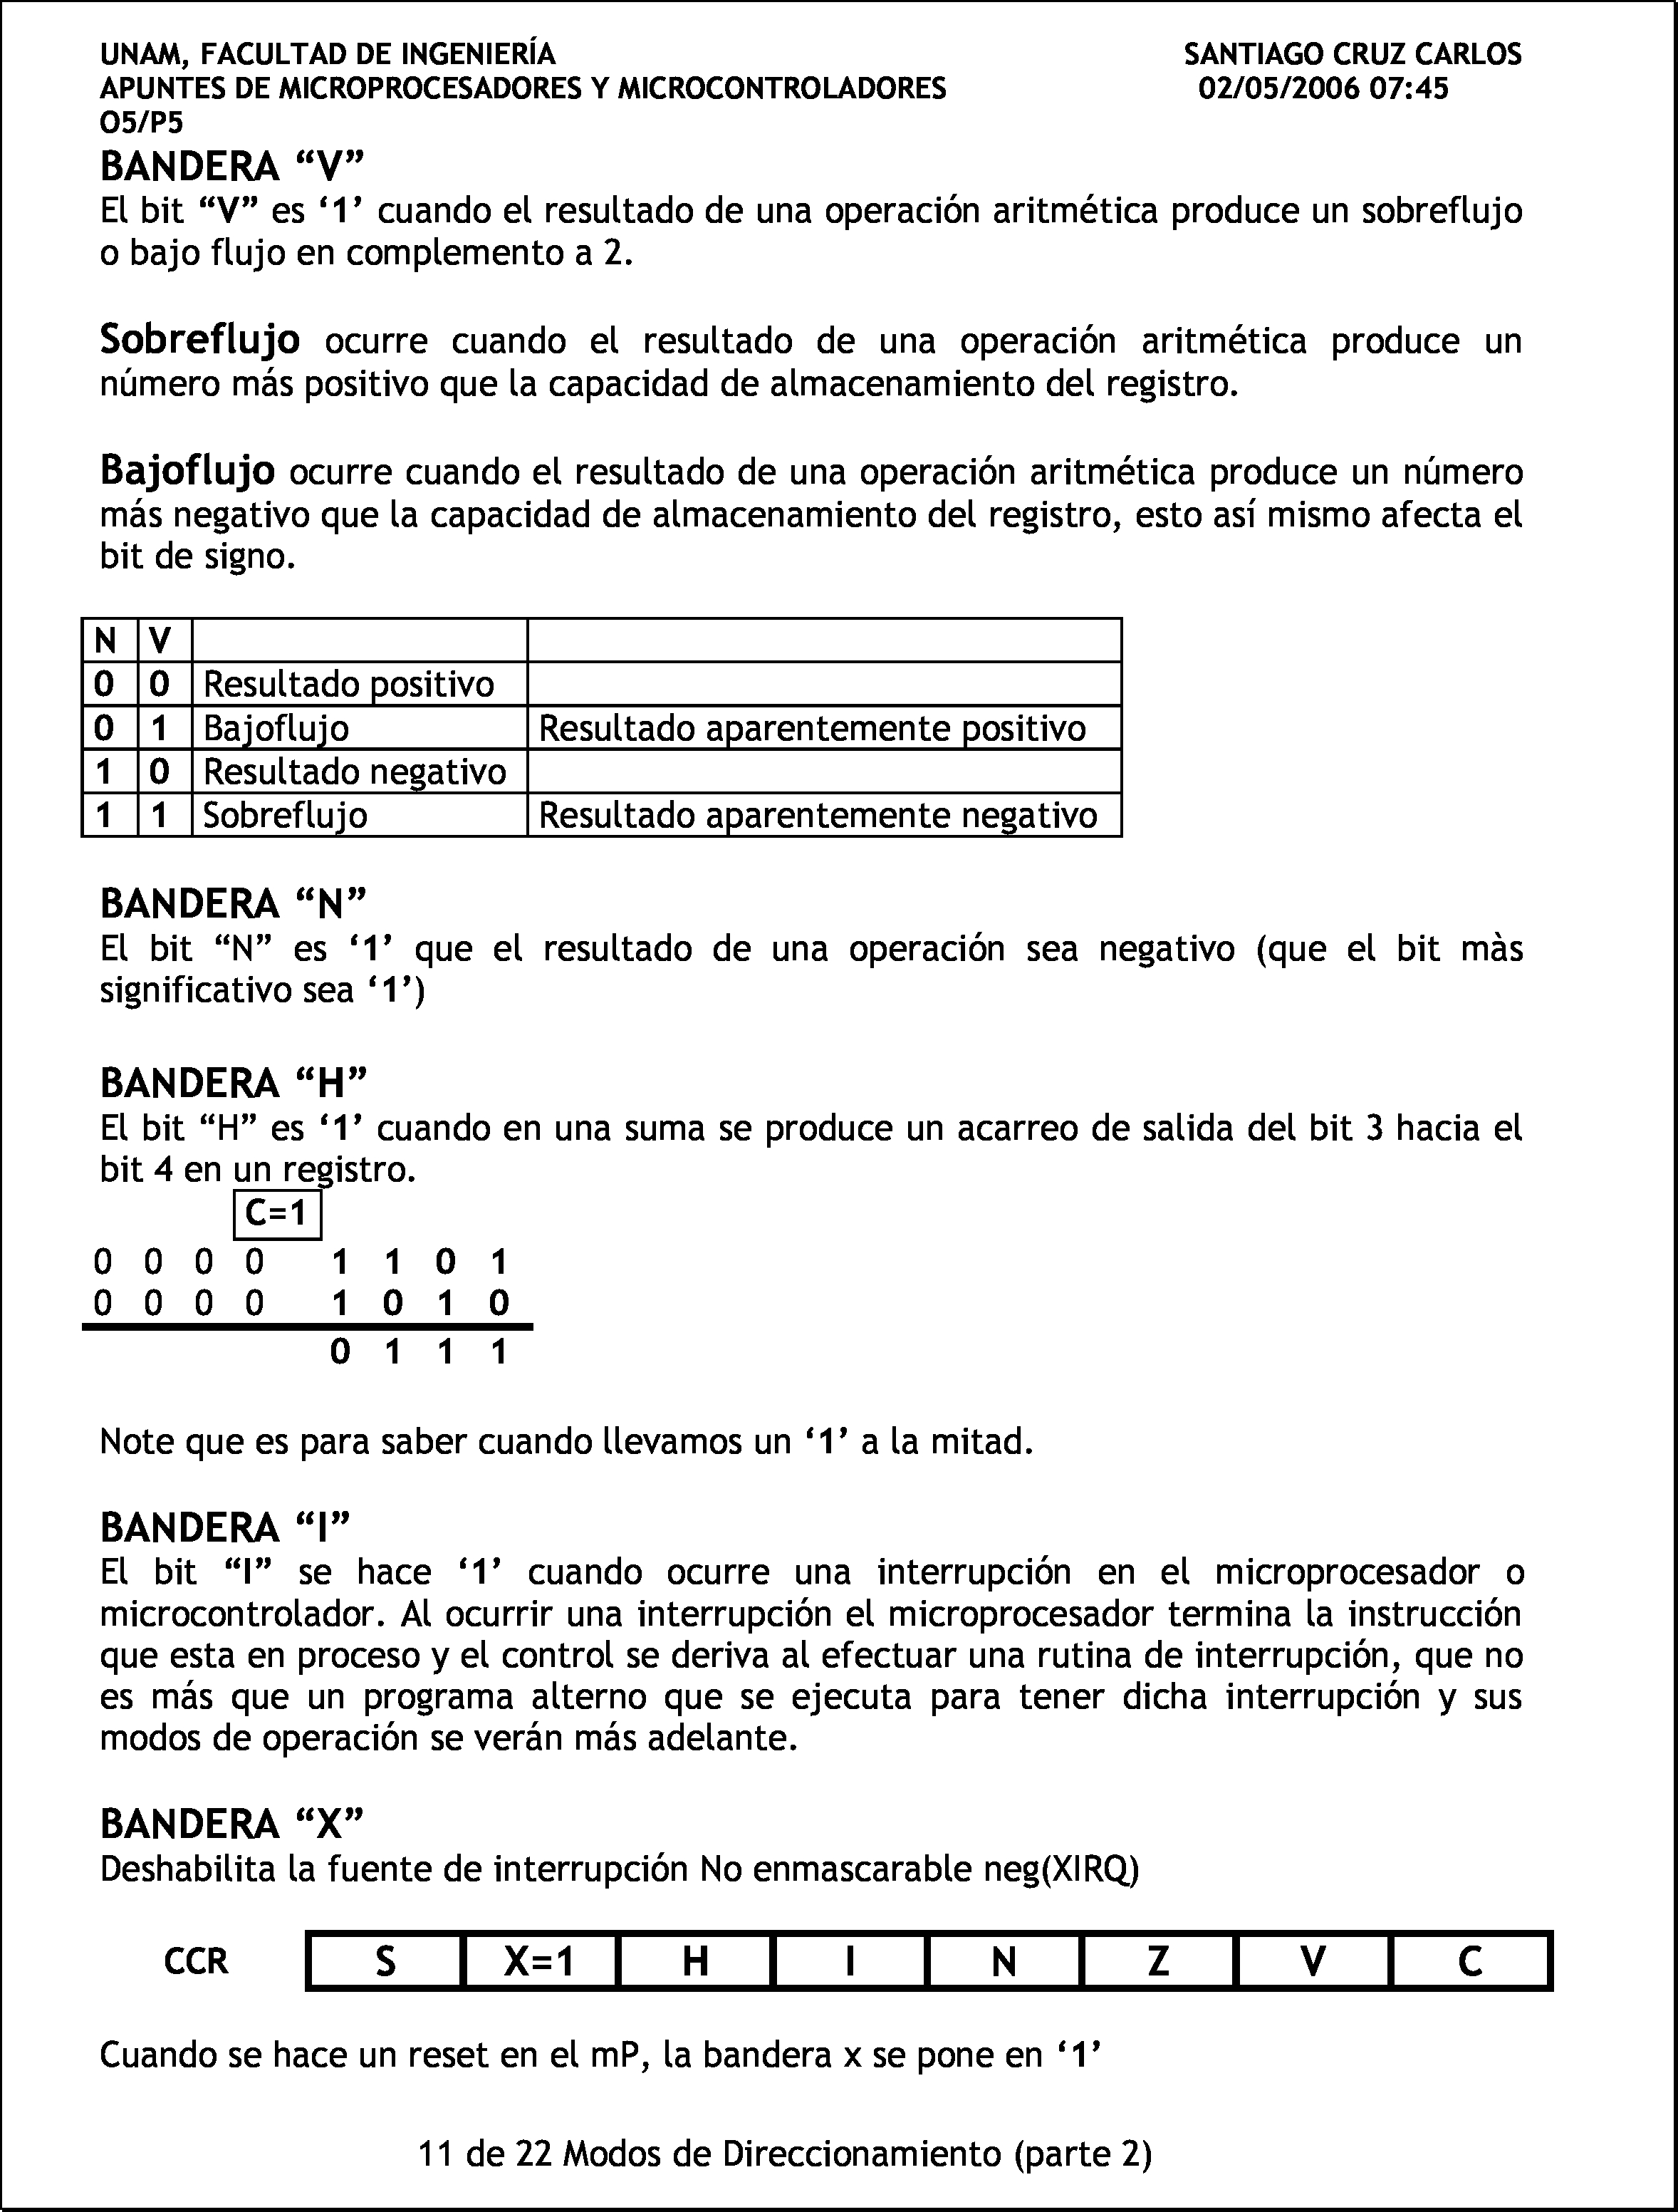 UNAM, FACULTAD DE INGENIERÍA SANTIAGO CRUZ CARLOS
APUNTES DE MICROPROCESADORES Y MICROCONTROLADORES 02/05/2006 07:45
O5/P5
BANDERA “V”
El bit “V” es ‘1’ cuando el resultado de una operación aritmética produce un sobreflujo
o bajo flujo en complemento a 2.
Sobreflujo ocurre cuando el resultado de una operación aritmética produce un
número más positivo que la capacidad de almacenamiento del registro.
Bajoflujo ocurre cuando el resultado de una operación aritmética produce un número
más negativo que la capacidad de almacenamiento del registro, esto así mismo afecta el
bit de signo.
N V
0 0 Resultado positivo
0 1 Bajoflujo Resultado aparentemente positivo
1 0 Resultado negativo
1 1 Sobreflujo Resultado aparentemente negativo
BANDERA “N”
El bit “N” es ‘1’ que el resultado de una operación sea negativo (que el bit màs
significativo sea ‘1’)
BANDERA “H”
El bit “H” es ‘1’ cuando en una suma se produce un acarreo de salida del bit 3 hacia el
bit 4 en un registro.
C=1
0 0 0 0 1 1 0 1
0 0 0 0 1 0 1 0
0 1 1 1
Note que es para saber cuando llevamos un ‘1’ a la mitad.
BANDERA “I”
El bit “I” se hace ‘1’ cuando ocurre una interrupción en el microprocesador o
microcontrolador. Al ocurrir una interrupción el microprocesador termina la instrucción
que esta en proceso y el control se deriva al efectuar una rutina de interrupción, que no
es más que un programa alterno que se ejecuta para tener dicha interrupción y sus
modos de operación se verán más adelante.
BANDERA “X”
Deshabilita la fuente de interrupción No enmascarable neg(XIRQ)
CCR S X=1 H I N Z V C
Cuando se hace un reset en el mP, la bandera x se pone en ‘1’
11 de 22 Modos de Direccionamiento (parte 2)